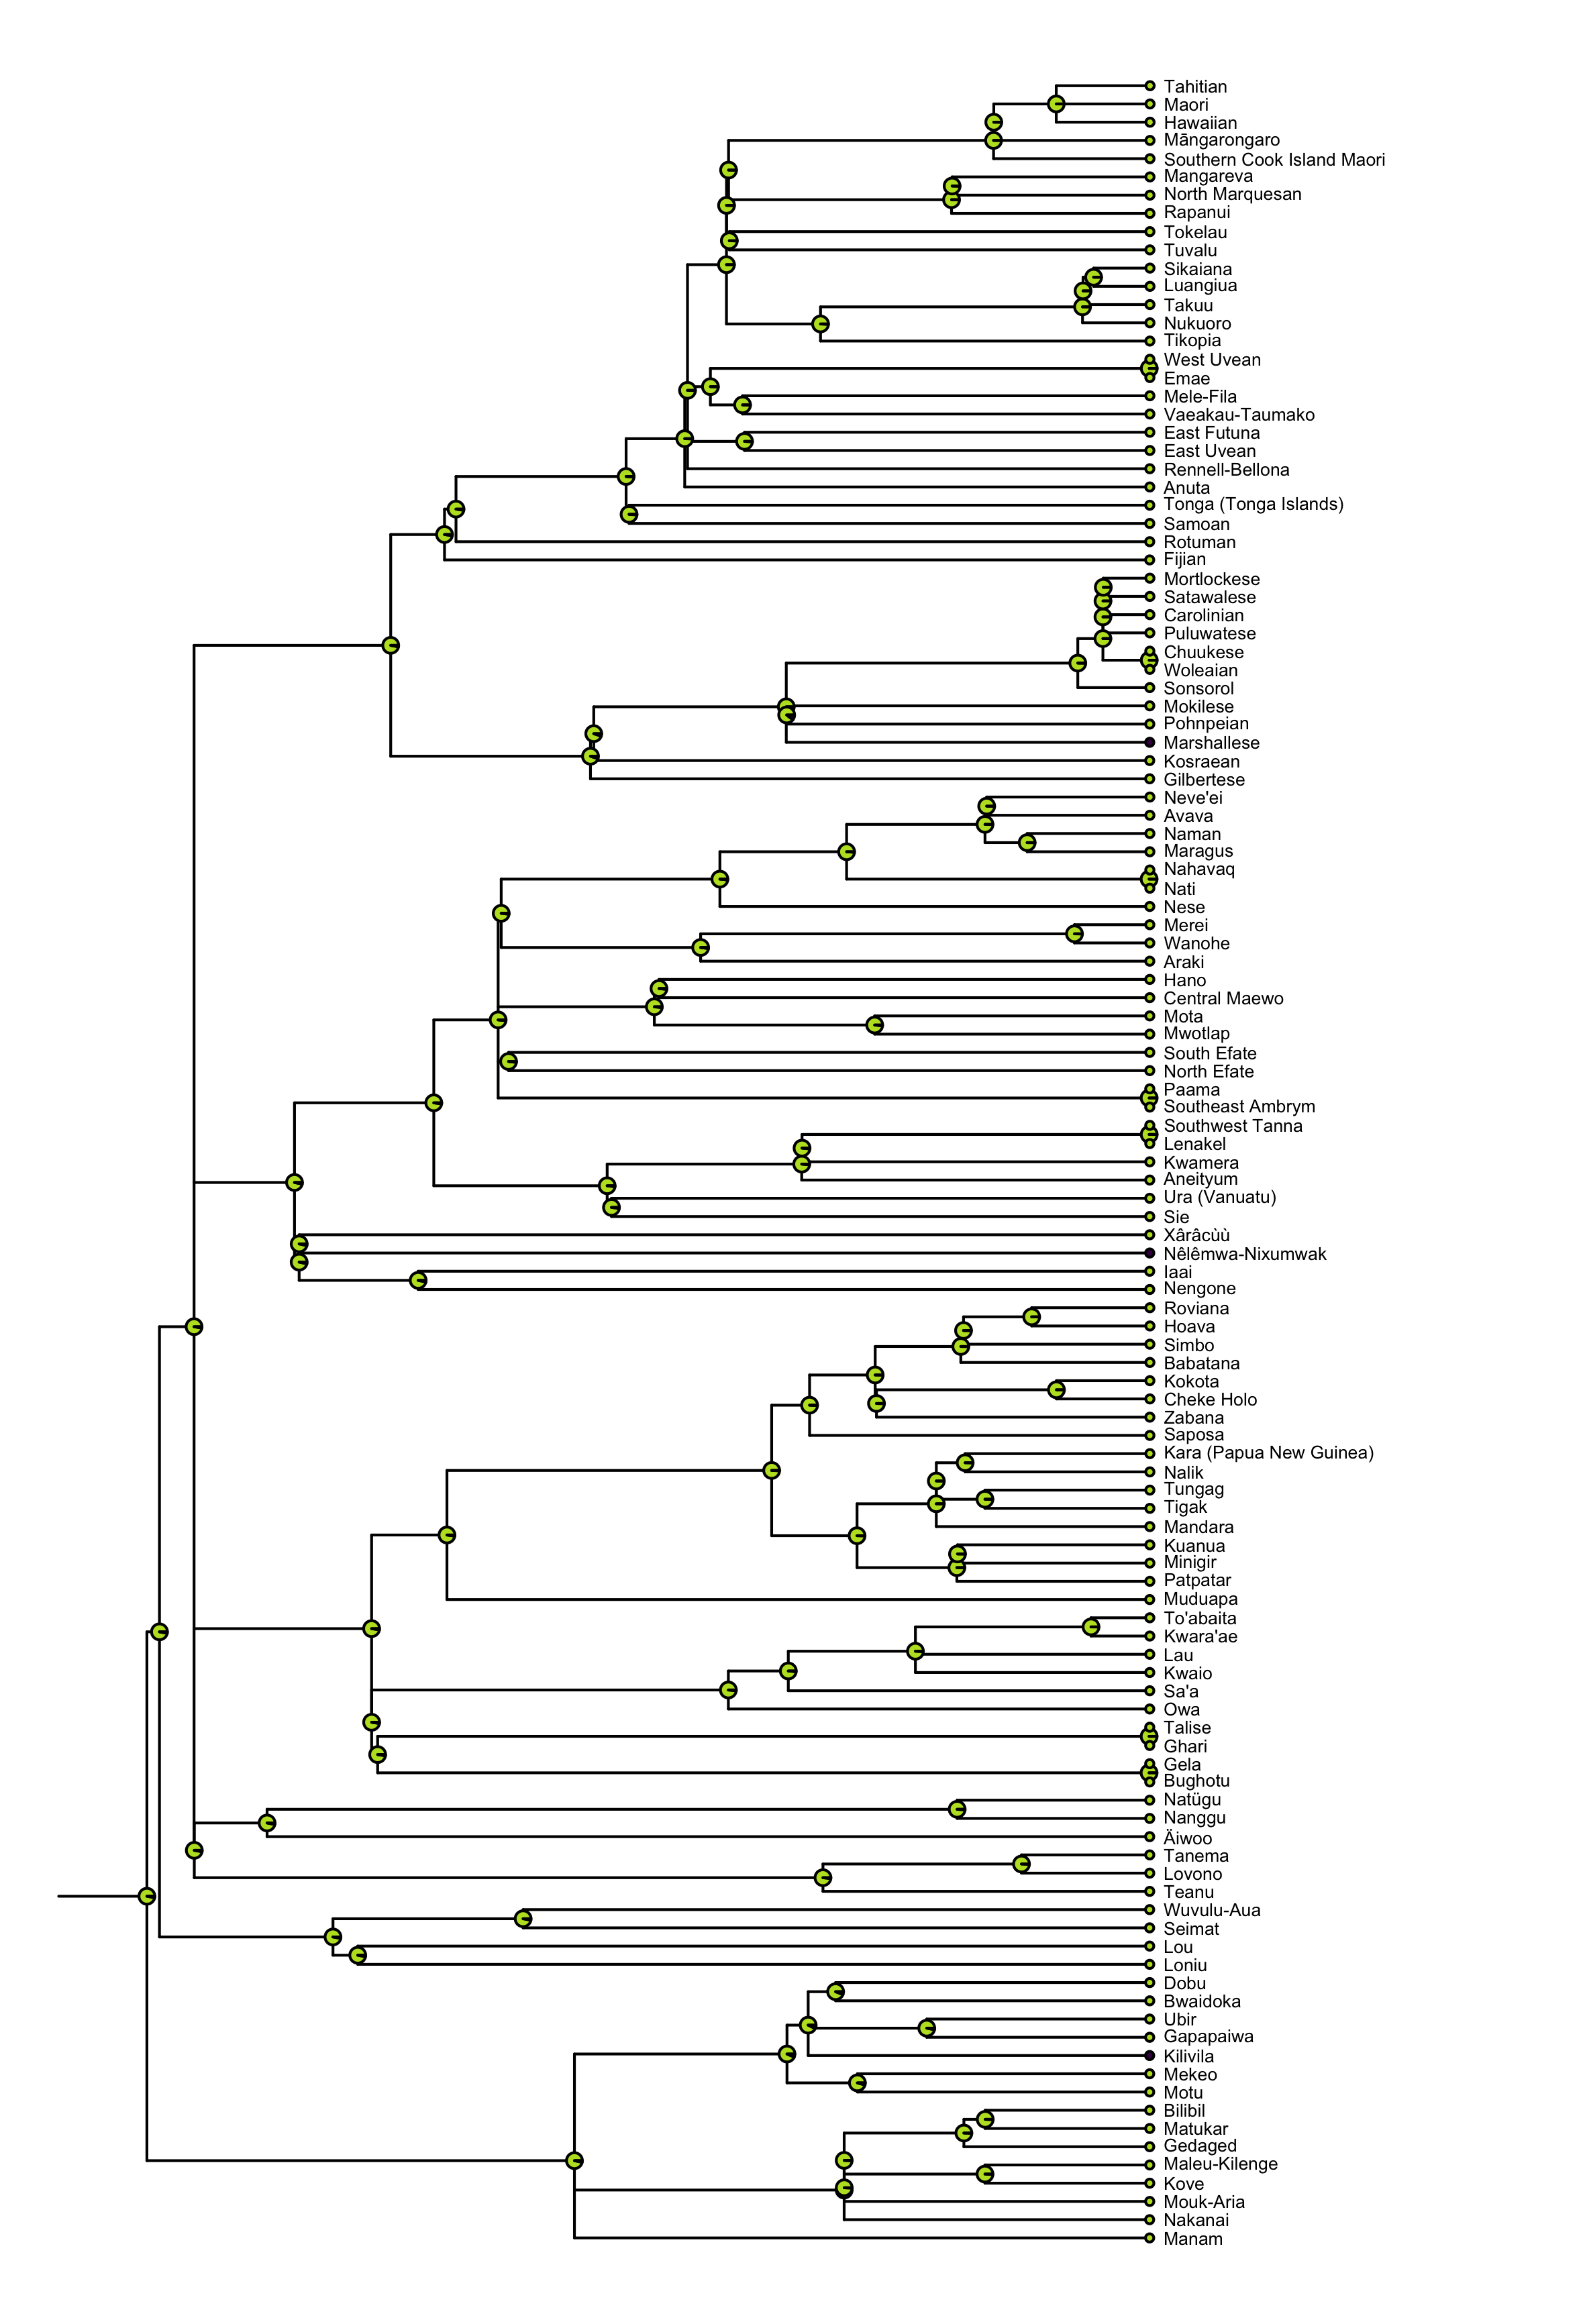 Tahitian
Maori
Hawaiian
Māngarongaro
Southern Cook Island Maori
Mangareva
North Marquesan
Rapanui
Tokelau
Tuvalu
Sikaiana
Luangiua
Takuu
Nukuoro
Tikopia
West Uvean
Emae
Mele-Fila
Vaeakau-Taumako
East Futuna
East Uvean
Rennell-Bellona
Anuta
Tonga (Tonga Islands)
Samoan
Rotuman
Fijian
Mortlockese
Satawalese
Carolinian
Puluwatese
Chuukese
Woleaian
Sonsorol
Mokilese
Pohnpeian
Marshallese
Kosraean
Gilbertese
Neve'ei
Avava
Naman
Maragus
Nahavaq
Nati
Nese
Merei
Wanohe
Araki
Hano
Central Maewo
Mota
Mwotlap
South Efate
North Efate
Paama
Southeast Ambrym
Southwest Tanna
Lenakel
Kwamera
Aneityum
Ura (Vanuatu)
Sie
Xârâcùù
Nêlêmwa-Nixumwak
Iaai
Nengone
Roviana
Hoava
Simbo
Babatana
Kokota
Cheke Holo
Zabana
Saposa
Kara (Papua New Guinea)
Nalik
Tungag
Tigak
Mandara
Kuanua
Minigir
Patpatar
Muduapa
To'abaita
Kwara'ae
Lau
Kwaio
Sa'a
Owa
Talise
Ghari
Gela
Bughotu
Natügu
Nanggu
Äiwoo
Tanema
Lovono
Teanu
Wuvulu-Aua
Seimat
Lou
Loniu
Dobu
Bwaidoka
Ubir
Gapapaiwa
Kilivila
Mekeo
Motu
Bilibil
Matukar
Gedaged
Maleu-Kilenge
Kove
Mouk-Aria
Nakanai
Manam